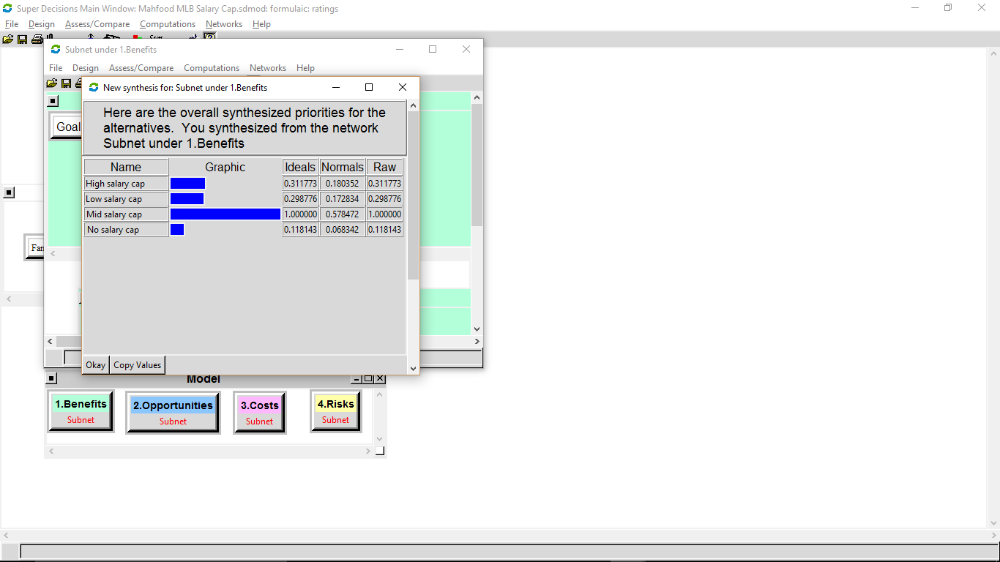 Super Decisions Main Window: Mahfood MLB Salary Cap.sdmod: formulaic: ratings
File Design Assess/Compare Computations Networks Help
Subnet under 1.Benefits
File Design Assess/Compare Computations Networks Help
New synthesis for: Subnet under 1.Benefits
Goal
Here are the overall synthesized priorities for the
alternatives. You synthesized from the network
Subnet under 1.Benefits
Name Graphic Ideals Normals Raw
High salary cap 0.311773 0.180352 0.311773
Low salary cap 0.298776 0.172834 0.298776
Mid salary cap 1.000000 0.578472 1.000000
No salary cap 0.118143 0.068342 0.118143
Okay Copy Values
Model
1.Benefits 2.Opportunities 3.Costs 4.Risks
Subnet Subnet Subnet Subnet